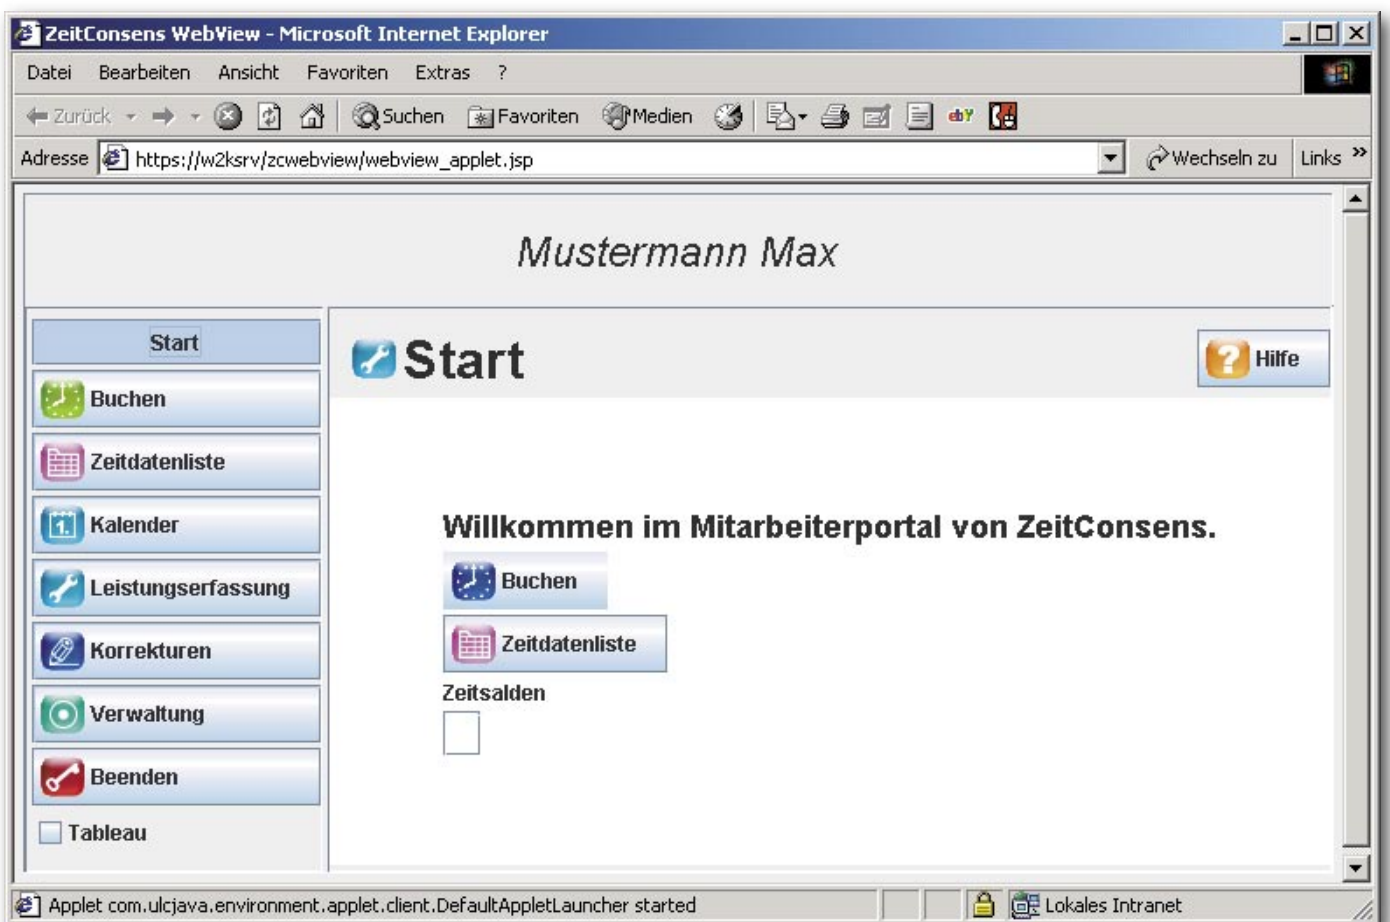 ZeitConsens WebView - Microsoft Internet Explorer
Datei Bearbeiten Ansicht Favoriten Extras ?
Zurück Suchen Favoriten Medien ebY
Adresse https://w2ksrv/zcwebview/webview_applet.jsp Wechseln zu Links »
Mustermann Max
Start
Buchen
Zeitdatenliste
1. Kalender
Leistungserfassung
Korrekturen
Verwaltung
Beenden
Tableau
Start
? Hilfe
Willkommen im Mitarbeiterportal von ZeitConsens.
Buchen
Zeitdatenliste
Zeitsalden
Applet com.ulcjava.environment.applet.client.DefaultAppletLauncher started Lokales Intranet